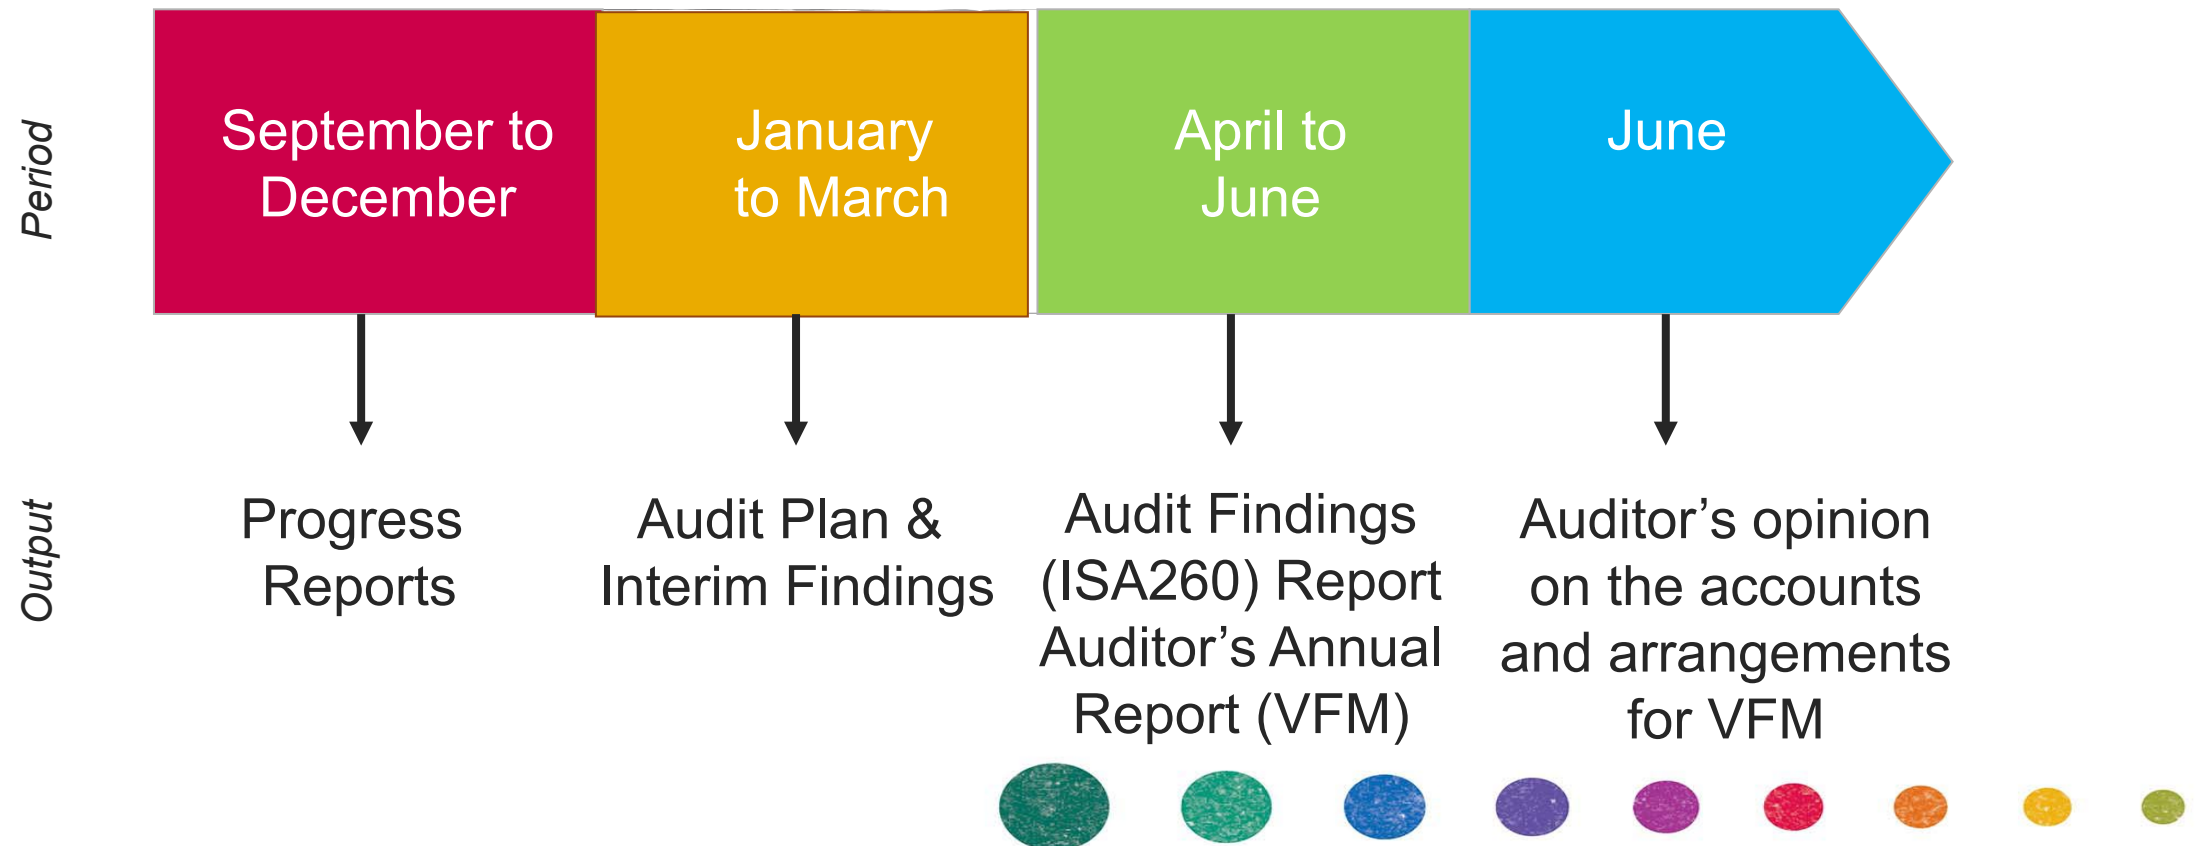 Period
September to
December
January
to March
April to
June
June
Output
Progress
Reports
Audit Plan &
Interim Findings
Audit Findings
(ISA260) Report
Auditor’s Annual
Report (VFM)
Auditor’s opinion
on the accounts
and arrangements
for VFM